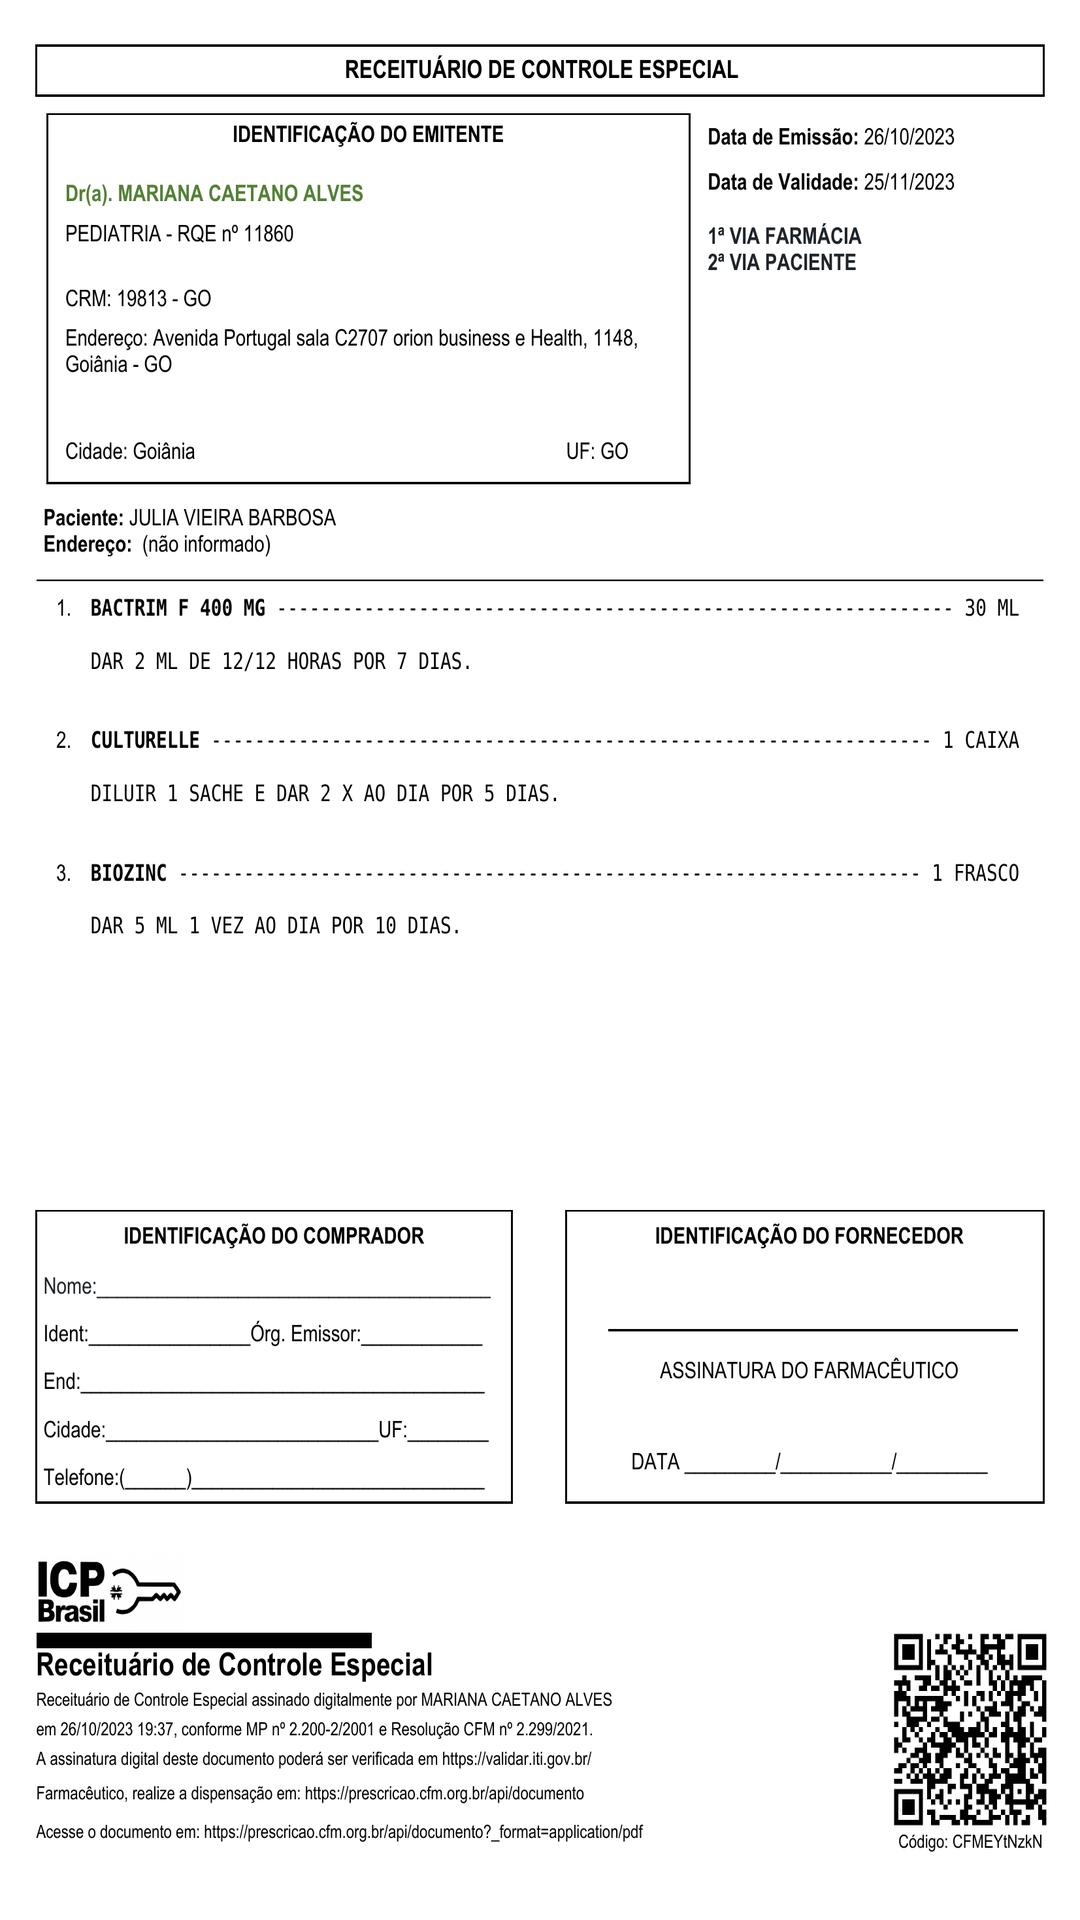 RECEITUÁRIO DE CONTROLE ESPECIAL
IDENTIFICAÇÃO DO EMITENTE
Dr(a). MARIANA CAETANO ALVES
PEDIATRIA - RQE nº 11860
CRM: 19813 - GO
Endereço: Avenida Portugal sala C2707 orion business e Health, 1148,
Goiânia - GO
Cidade: Goiânia UF: GO
Data de Emissão: 26/10/2023
Data de Validade: 25/11/2023
1ª VIA FARMÁCIA
2ª VIA PACIENTE
Paciente: JULIA VIEIRA BARBOSA
Endereço: (não informado)
1. BACTRIM F 400 MG -------------------------------------------------------------- 30 ML
DAR 2 ML DE 12/12 HORAS POR 7 DIAS.
2. CULTURELLE ------------------------------------------------------------------ 1 CAIXA
DILUIR 1 SACHE E DAR 2 X AO DIA POR 5 DIAS.
3. BIOZINC -------------------------------------------------------------------- 1 FRASCO
DAR 5 ML 1 VEZ AO DIA POR 10 DIAS.
IDENTIFICAÇÃO DO COMPRADOR
Nome:_______________________________________
Ident:________________Órg. Emissor:____________
End:________________________________________
Cidade:___________________________UF:________
Telefone:(______)_____________________________
IDENTIFICAÇÃO DO FORNECEDOR
ASSINATURA DO FARMACÊUTICO
DATA _________/___________/_________
ICP
Brasil
Receituário de Controle Especial
Receituário de Controle Especial assinado digitalmente por MARIANA CAETANO ALVES
em 26/10/2023 19:37, conforme MP nº 2.200-2/2001 e Resolução CFM nº 2.299/2021.
A assinatura digital deste documento poderá ser verificada em https://validar.iti.gov.br/
Farmacêutico, realize a dispensação em: https://prescricao.cfm.org.br/api/documento
Acesse o documento em: https://prescricao.cfm.org.br/api/documento?_format=application/pdf
Código: CFMEYtNzkN